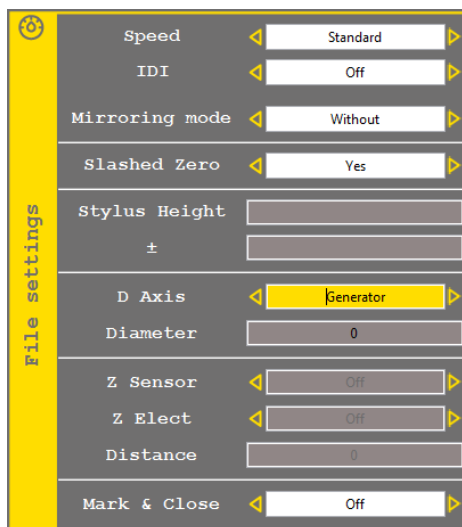 File settings
Speed Standard
IDI Off
Mirroring mode Without
Slashed Zero Yes
Stylus Height
±
D Axis Generator
Diameter 0
Z Sensor Off
Z Elect Off
Distance 0
Mark & Close Off